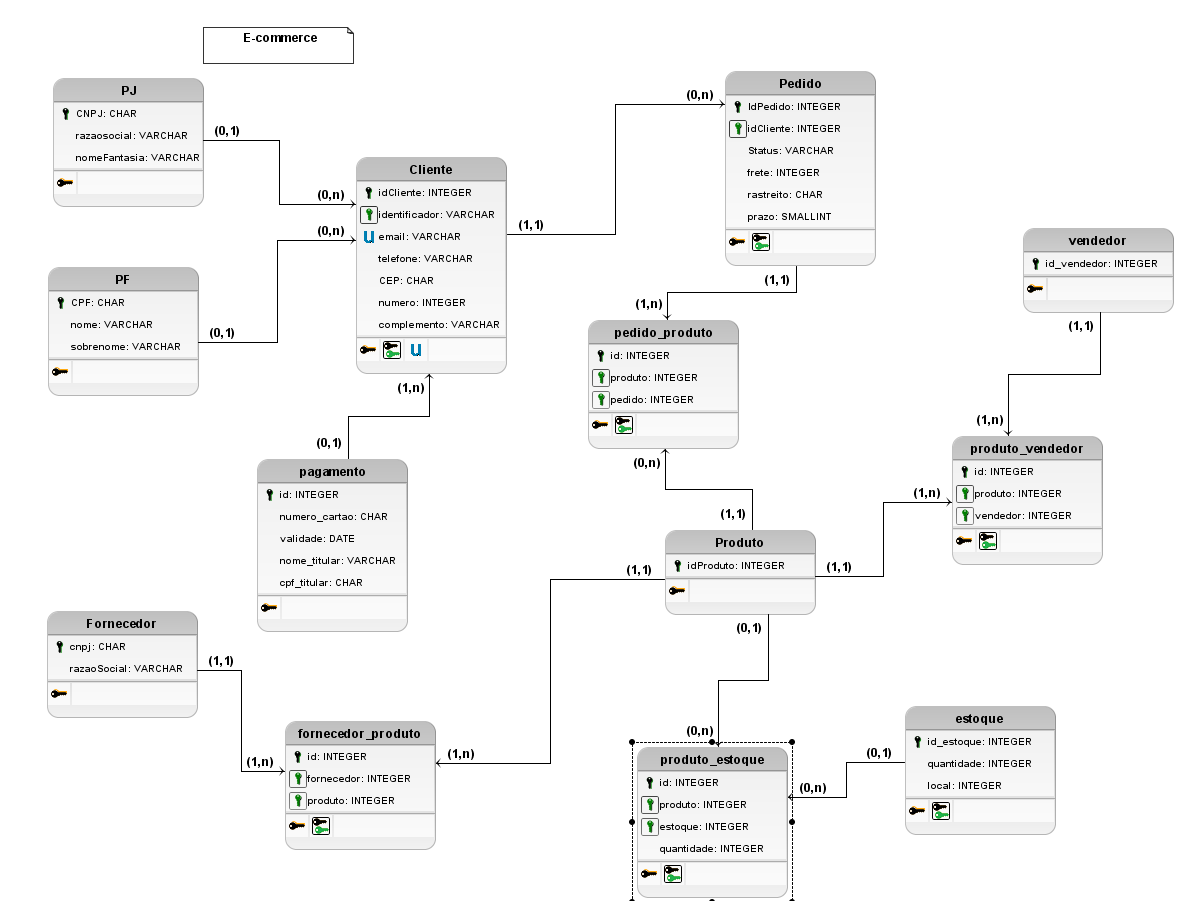 E-commerce
PJ
CNPJ: CHAR
razaosocial: VARCHAR
nomeFantasia: VARCHAR
(0,1)
(0,n)
PF
CPF: CHAR
nome: VARCHAR
sobrenome: VARCHAR
(0,1)
(0,n)
Cliente
idCliente: INTEGER
identificador: VARCHAR
u email: VARCHAR
telefone: VARCHAR
CEP: CHAR
numero: INTEGER
complemento: VARCHAR
u
(1,1)
(0,n)
Pedido
IdPedido: INTEGER
idCliente: INTEGER
Status: VARCHAR
frete: INTEGER
rastreito: CHAR
prazo: SMALLINT
(1,1)
(1,n)
vendedor
id_vendedor: INTEGER
(1,1)
(1,n)
pedido_produto
id: INTEGER
produto: INTEGER
pedido: INTEGER
(0,n)
(1,1)
produto_vendedor
id: INTEGER
produto: INTEGER
vendedor: INTEGER
(1,n)
(1,1)
(1,n)
(0,1)
pagamento
id: INTEGER
numero_cartao: CHAR
validade: DATE
nome_titular: VARCHAR
cpf_titular: CHAR
Produto
idProduto: INTEGER
(1,1)
(0,1)
Fornecedor
cnpj: CHAR
razaoSocial: VARCHAR
(1,1)
(1,n)
fornecedor_produto
id: INTEGER
fornecedor: INTEGER
produto: INTEGER
(1,n)
(0,n)
produto_estoque
id: INTEGER
produto: INTEGER
estoque: INTEGER
quantidade: INTEGER
(0,n)
(0,1)
estoque
id_estoque: INTEGER
quantidade: INTEGER
local: INTEGER